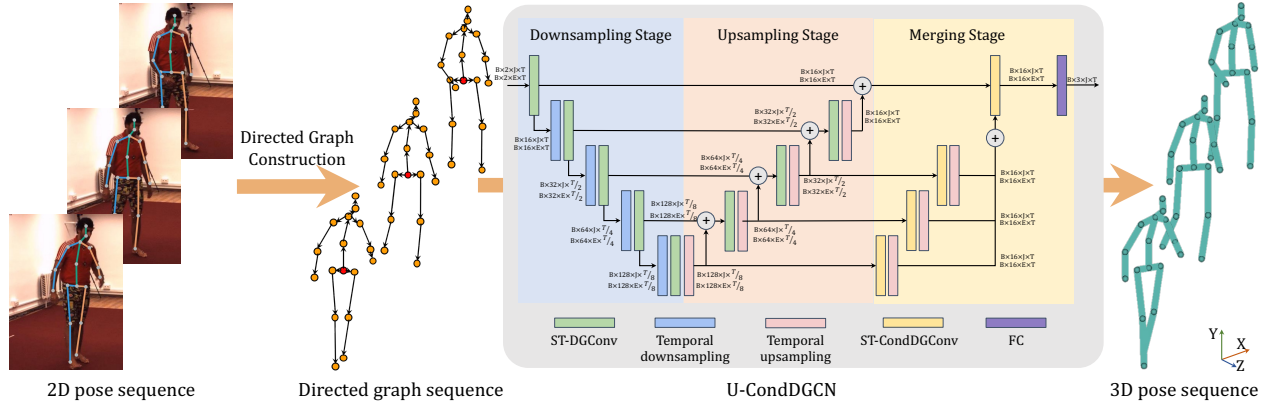 Downsampling Stage
Upsampling Stage
Merging Stage
Directed Graph
Construction
B×2×J×T
B×2×E×T
B×16×J×T
B×16×E×T
B×16×J×T
B×16×E×T
B×3×J×T
B×16×J×T
B×16×E×T
B×32×J×T/2
B×32×E×T/2
B×16×J×T
B×16×E×T
B×32×J×T/2
B×32×E×T/2
B×64×J×T/4
B×64×E×T/4
B×32×J×T/2
B×32×E×T/2
B×16×J×T
B×16×E×T
B×64×J×T/4
B×64×E×T/4
B×128×J×T/8
B×128×E×T/8
B×64×J×T/4
B×64×E×T/4
B×16×J×T
B×16×E×T
B×128×J×T/8
B×128×E×T/8
B×128×J×T/8
B×128×E×T/8
B×16×J×T
B×16×E×T
ST-DGConv
Temporal
downsampling
Temporal
upsampling
ST-CondDGConv
FC
Y
X
Z
2D pose sequence
Directed graph sequence
U-CondDGCN
3D pose sequence